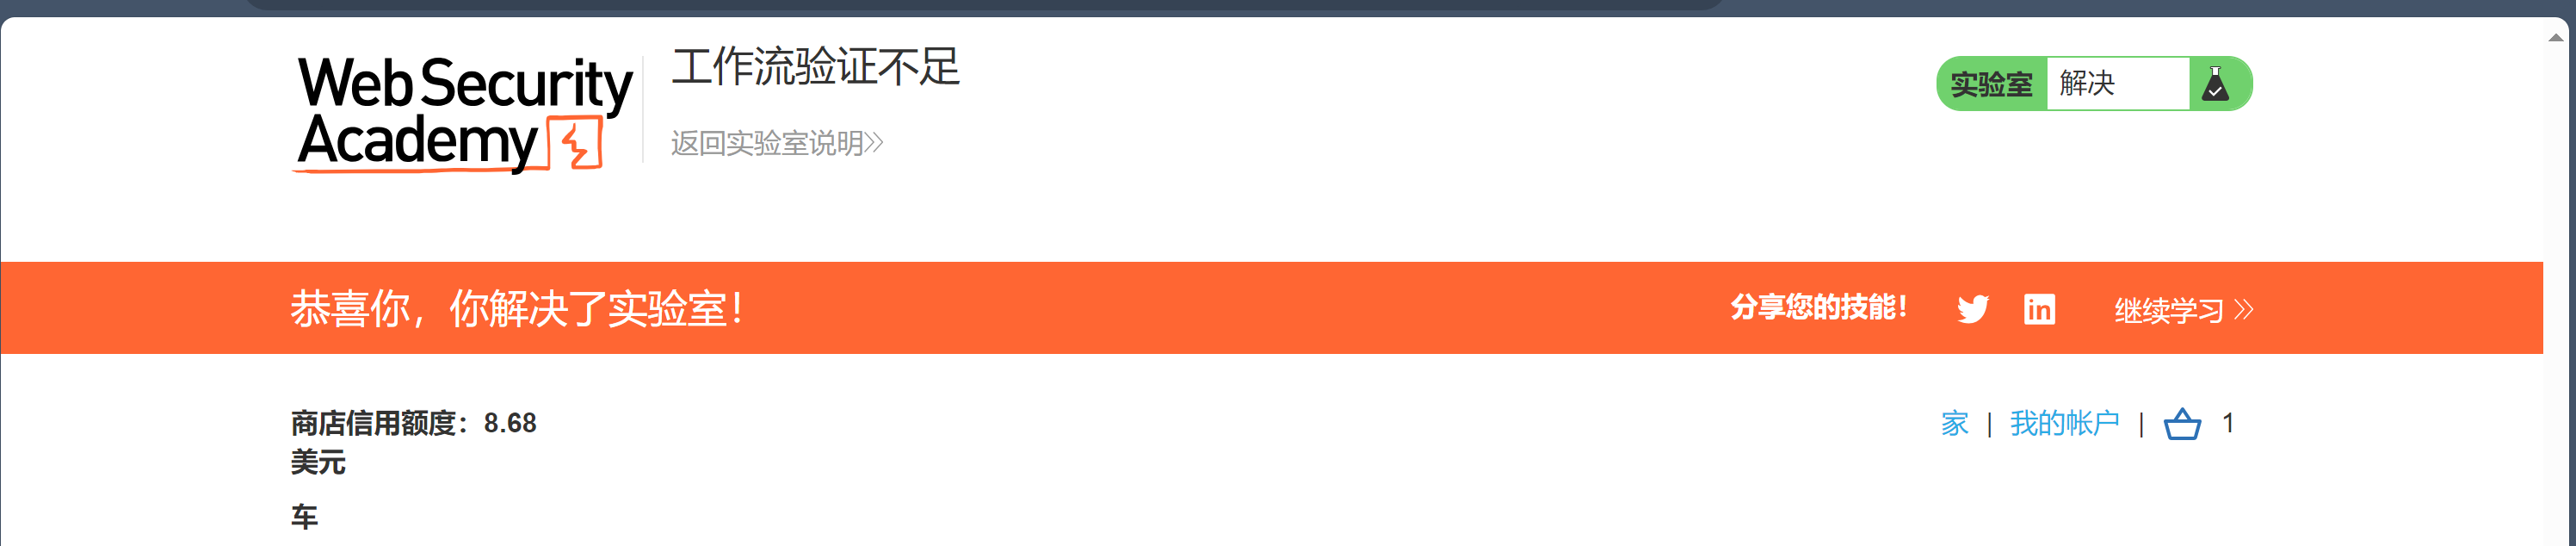 Web Security
Academy
工作流验证不足
返回实验室说明
实验室 解决
恭喜你，你解决了实验室！
分享您的技能！
in
继续学习
商店信用额度：8.68
美元
家 | 我的帐户 | 1
车